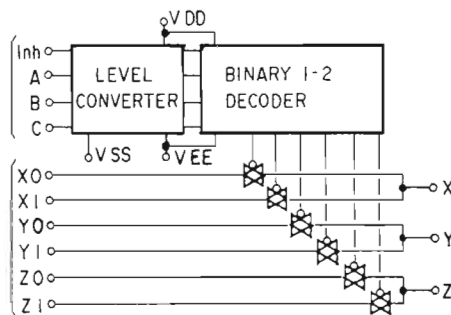 VDD
Inh
A
B
C
LEVEL
CONVERTER
BINARY 1-2
DECODER
VSS
VEE
X0
X1
Y0
Y1
Z0
Z1
X
Y
Z